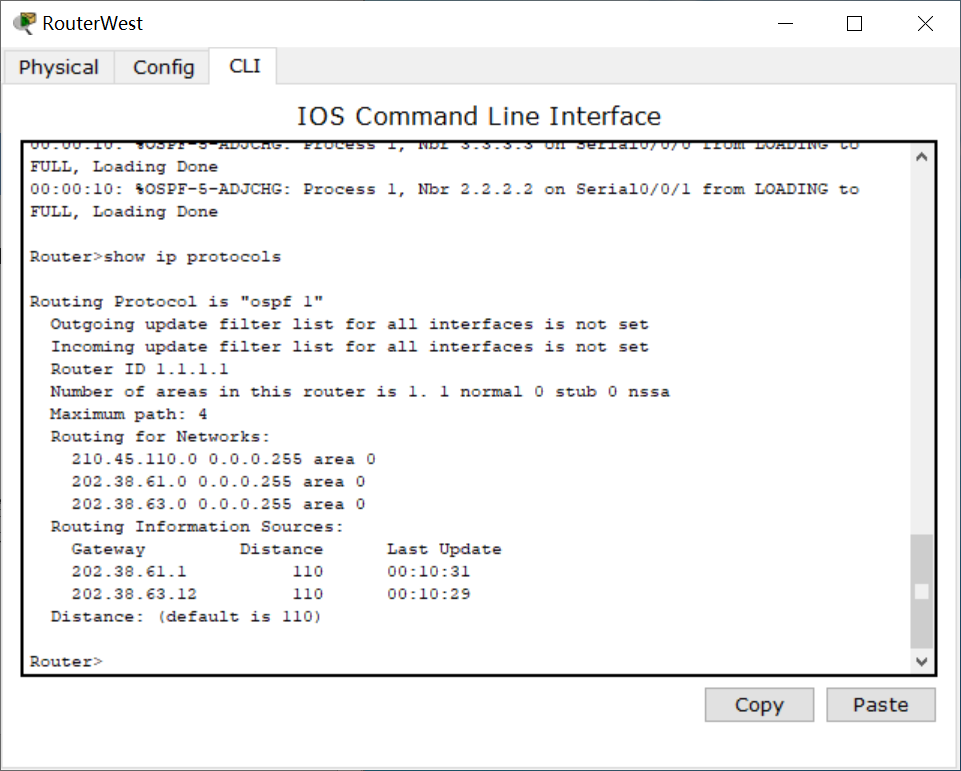 RouterWest
Physical Config CLI
IOS Command Line Interface
00:00:10: %OSPF-5-ADJCHG: Process 1, Nbr 3.3.3.3 on Serial0/0/0 from LOADING to
FULL, Loading Done
00:00:10: %OSPF-5-ADJCHG: Process 1, Nbr 2.2.2.2 on Serial0/0/1 from LOADING to
FULL, Loading Done
Router>show ip protocols
Routing Protocol is "ospf 1"
Outgoing update filter list for all interfaces is not set
Incoming update filter list for all interfaces is not set
Router ID 1.1.1.1
Number of areas in this router is 1. 1 normal 0 stub 0 nssa
Maximum path: 4
Routing for Networks:
210.45.110.0 0.0.0.255 area 0
202.38.61.0 0.0.0.255 area 0
202.38.63.0 0.0.0.255 area 0
Routing Information Sources:
Gateway Distance Last Update
202.38.61.1 110 00:10:31
202.38.63.12 110 00:10:29
Distance: (default is 110)
Router>
Copy Paste